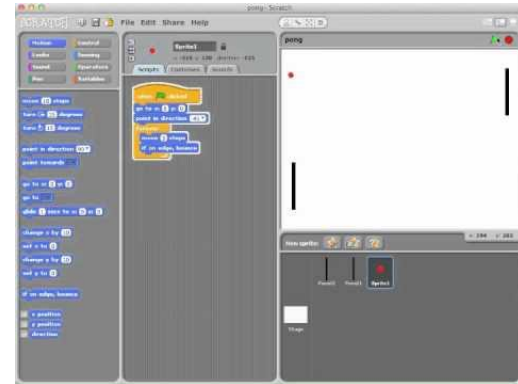 pong - Scratch
SCRATCH File Edit Share Help
Motion Control
Looks Sensing
Sound Operators
Pen Variables
Sprite1
Scripts Costumes Sounds
pong
when clicked
go to x: 0 y: 0
point in direction
forever
move steps
if on edge, bounce
move 10 steps
turn 15 degrees
turn 15 degrees
point in direction 90
point towards
go to x: 0 y: 0
go to
glide 1 secs to x: 0 y: 0
change x by 10
set x to 0
change y by 10
set y to 0
if on edge, bounce
x position
y position
direction
New sprite:
Sprite1
Stage